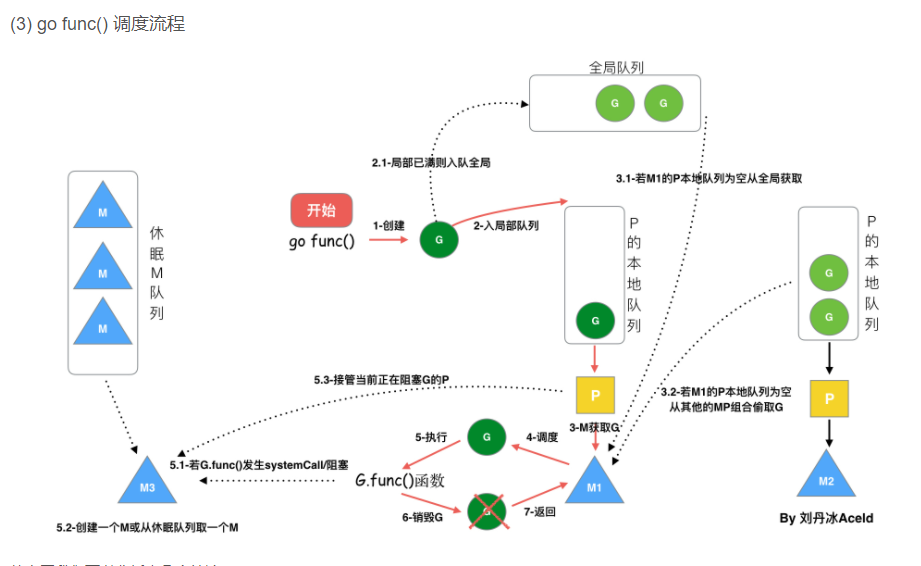 (3) go func() 调度流程
全局队列
G G
2.1-局部已满则入队全局
3.1-若M1的P本地队列为空从全局获取
开始
go func()
1-创建
G
2-入局部队列
M
M
M
休眠M队列
P的本地队列
G
P的本地队列
G
G
5.3-接管当前正在阻塞G的P
P
3.2-若M1的P本地队列为空
从其他的MP组合偷取G
P
3-M获取G
5-执行
G
4-调度
5.1-若G.func()发生systemCall/阻塞
G.func()函数
M3
M1
M2
6-销毁G
G
7-返回
5.2-创建一个M或从休眠队列取一个M
By 刘丹冰Aceld